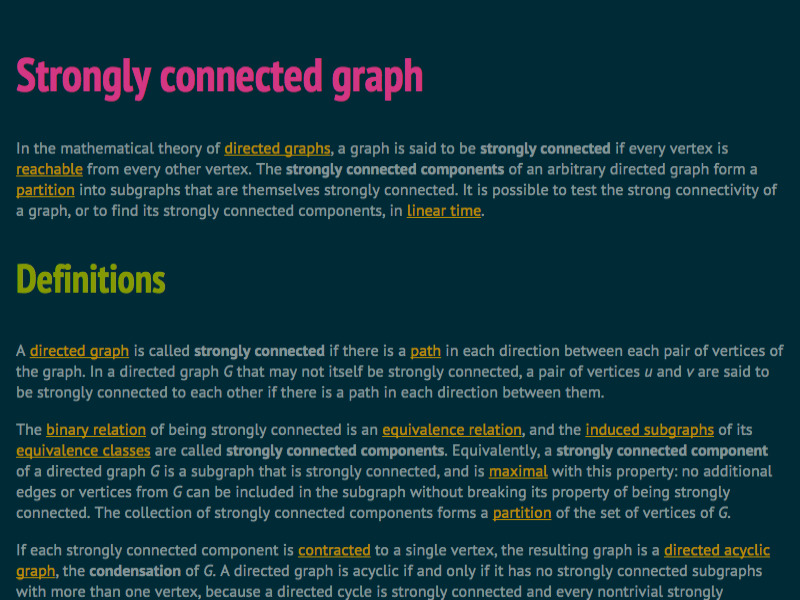 Strongly connected graph
In the mathematical theory of directed graphs, a graph is said to be strongly connected if every vertex is
reachable from every other vertex. The strongly connected components of an arbitrary directed graph form a
partition into subgraphs that are themselves strongly connected. It is possible to test the strong connectivity of
a graph, or to find its strongly connected components, in linear time.
Definitions
A directed graph is called strongly connected if there is a path in each direction between each pair of vertices of
the graph. In a directed graph G that may not itself be strongly connected, a pair of vertices u and v are said to
be strongly connected to each other if there is a path in each direction between them.
The binary relation of being strongly connected is an equivalence relation, and the induced subgraphs of its
equivalence classes are called strongly connected components. Equivalently, a strongly connected component
of a directed graph G is a subgraph that is strongly connected, and is maximal with this property: no additional
edges or vertices from G can be included in the subgraph without breaking its property of being strongly
connected. The collection of strongly connected components forms a partition of the set of vertices of G.
If each strongly connected component is contracted to a single vertex, the resulting graph is a directed acyclic
graph, the condensation of G. A directed graph is acyclic if and only if it has no strongly connected subgraphs
with more than one vertex, because a directed cycle is strongly connected and every nontrivial strongly